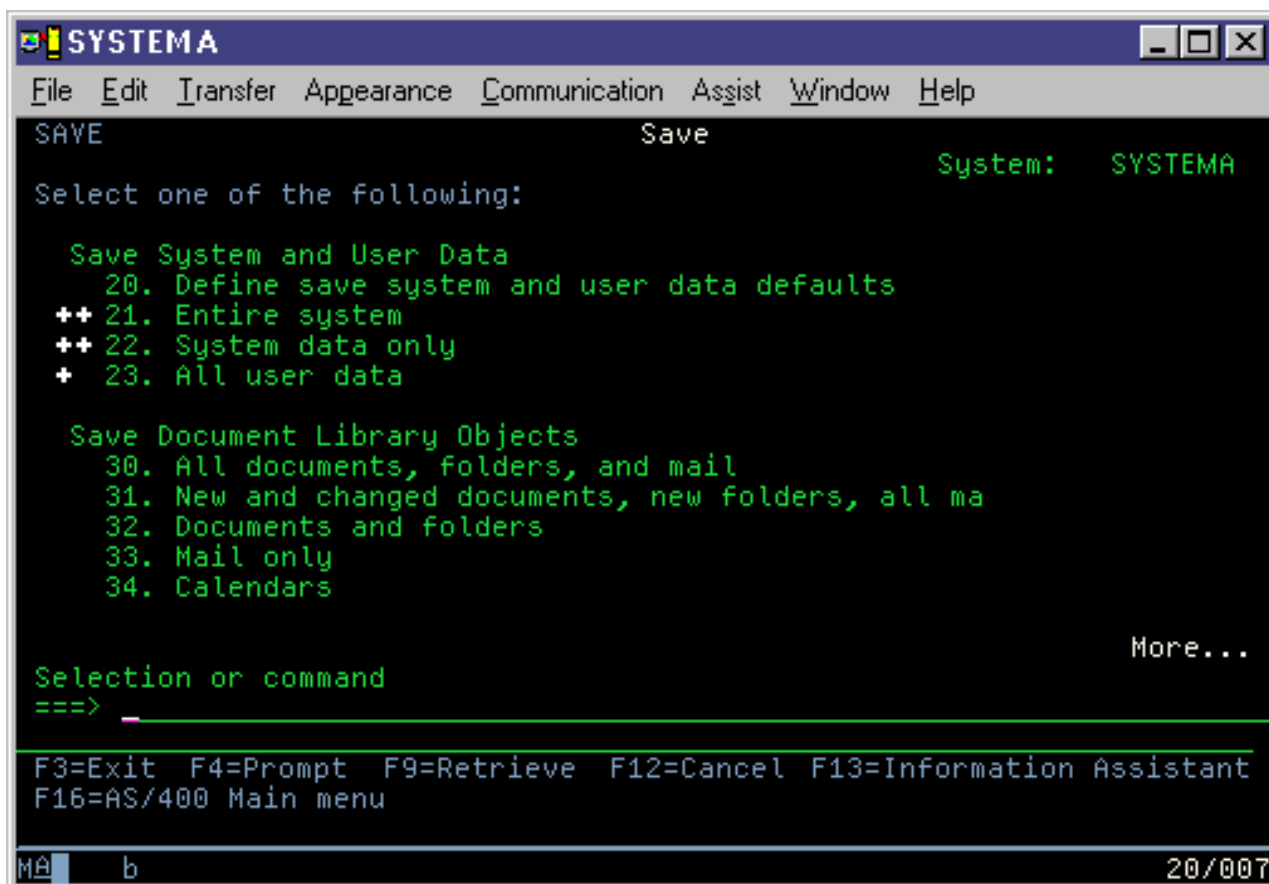 SYSTEMA
File Edit Transfer Appearance Communication Assist Window Help
SAVE Save
System: SYSTEMA
Select one of the following:
Save System and User Data
20. Define save system and user data defaults
++ 21. Entire system
++ 22. System data only
+ 23. All user data
Save Document Library Objects
30. All documents, folders, and mail
31. New and changed documents, new folders, all ma
32. Documents and folders
33. Mail only
34. Calendars
More...
Selection or command
===> _
F3=Exit F4=Prompt F9=Retrieve F12=Cancel F13=Information Assistant
F16=AS/400 Main menu
MA b 20/007